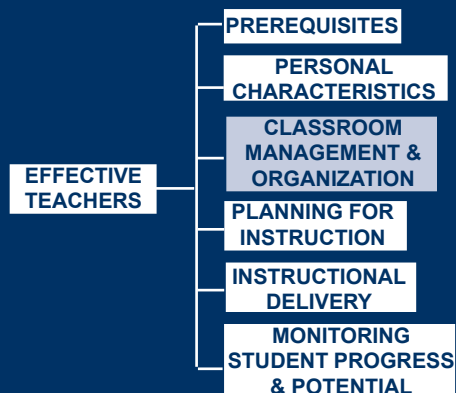 PREREQUISITES
PERSONAL
CHARACTERISTICS
CLASSROOM
MANAGEMENT &
ORGANIZATION
EFFECTIVE
TEACHERS
PLANNING FOR
INSTRUCTION
INSTRUCTIONAL
DELIVERY
MONITORING
STUDENT PROGRESS
& POTENTIAL